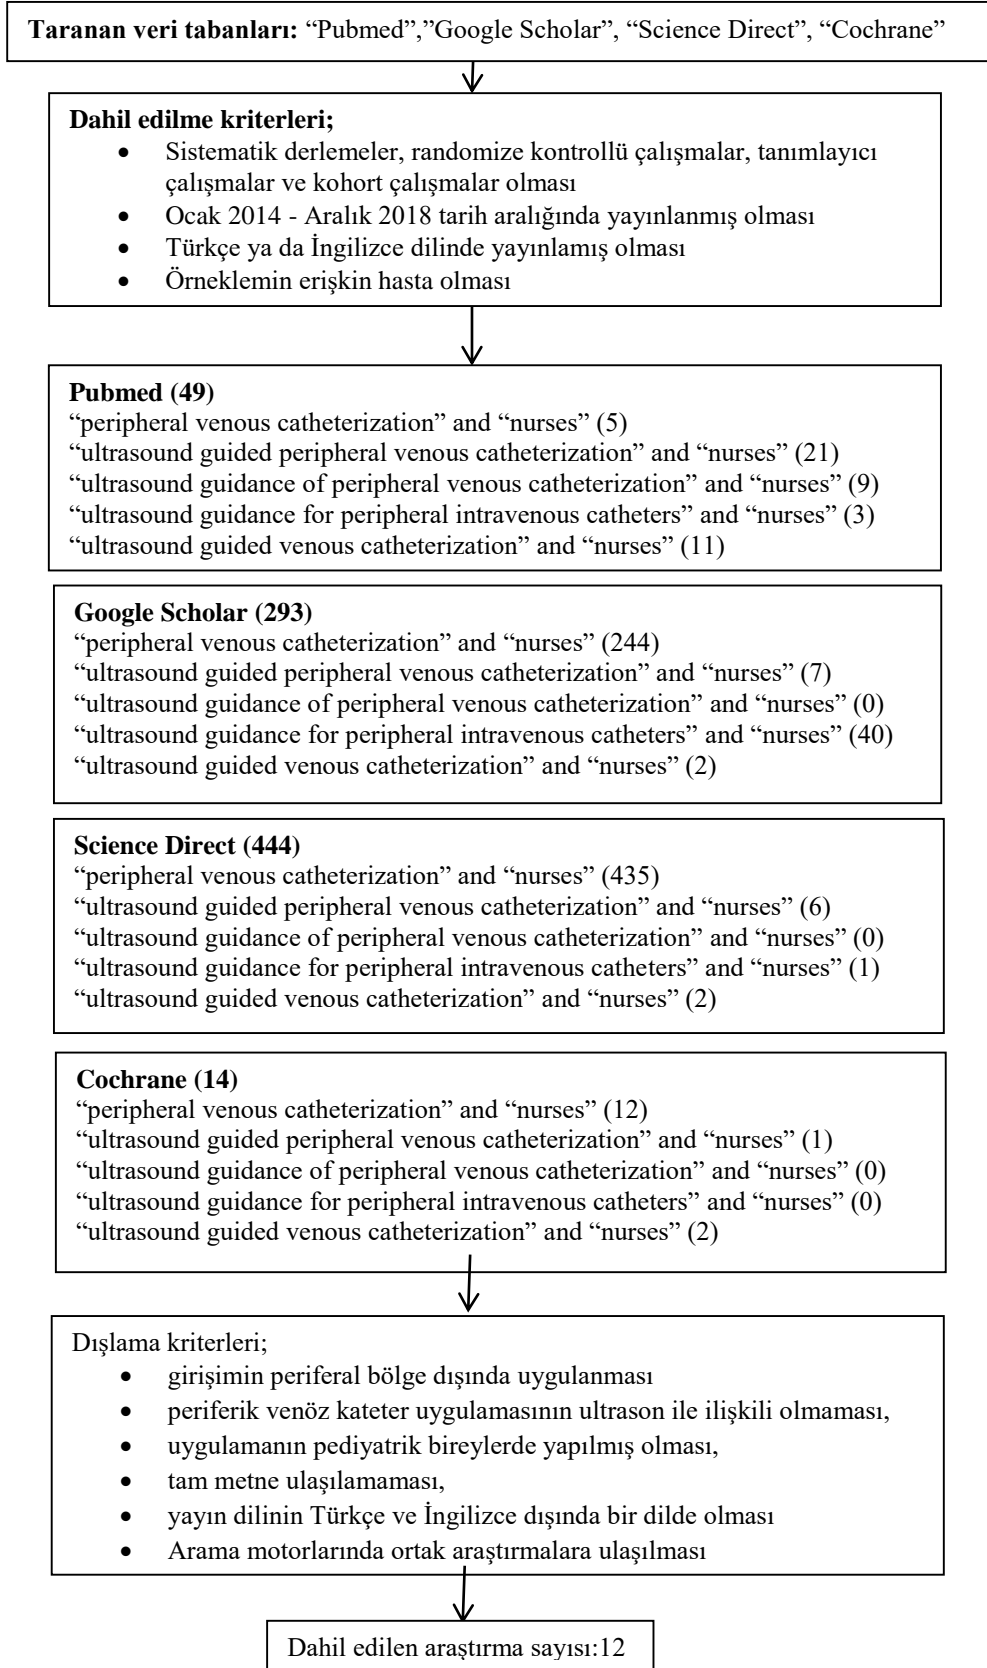 Taranan veri tabanları: “Pubmed”,”Google Scholar”, “Science Direct”, “Cochrane”
Dahil edilme kriterleri;
• Sistematik derlemeler, randomize kontrollü çalışmalar, tanımlayıcı
çalışmalar ve kohort çalışmalar olması
• Ocak 2014 - Aralık 2018 tarih aralığında yayınlanmış olması
• Türkçe ya da İngilizce dilinde yayınlamış olması
• Örneklemin erişkin hasta olması
Pubmed (49)
“peripheral venous catheterization” and “nurses” (5)
“ultrasound guided peripheral venous catheterization” and “nurses” (21)
“ultrasound guidance of peripheral venous catheterization” and “nurses” (9)
“ultrasound guidance for peripheral intravenous catheters” and “nurses” (3)
“ultrasound guided venous catheterization” and “nurses” (11)
Google Scholar (293)
“peripheral venous catheterization” and “nurses” (244)
“ultrasound guided peripheral venous catheterization” and “nurses” (7)
“ultrasound guidance of peripheral venous catheterization” and “nurses” (0)
“ultrasound guidance for peripheral intravenous catheters” and “nurses” (40)
“ultrasound guided venous catheterization” and “nurses” (2)
Science Direct (444)
“peripheral venous catheterization” and “nurses” (435)
“ultrasound guided peripheral venous catheterization” and “nurses” (6)
“ultrasound guidance of peripheral venous catheterization” and “nurses” (0)
“ultrasound guidance for peripheral intravenous catheters” and “nurses” (1)
“ultrasound guided venous catheterization” and “nurses” (2)
Cochrane (14)
“peripheral venous catheterization” and “nurses” (12)
“ultrasound guided peripheral venous catheterization” and “nurses” (1)
“ultrasound guidance of peripheral venous catheterization” and “nurses” (0)
“ultrasound guidance for peripheral intravenous catheters” and “nurses” (0)
“ultrasound guided venous catheterization” and “nurses” (2)
Dışlama kriterleri;
• girişimin periferal bölge dışında uygulanması
• periferik venöz kateter uygulamasının ultrason ile ilişkili olmaması,
• uygulamanın pediyatrik bireylerde yapılmış olması,
• tam metne ulaşılamaması,
• yayın dilinin Türkçe ve İngilizce dışında bir dilde olması
• Arama motorlarında ortak araştırmalara ulaşılması
Dahil edilen araştırma sayısı:12